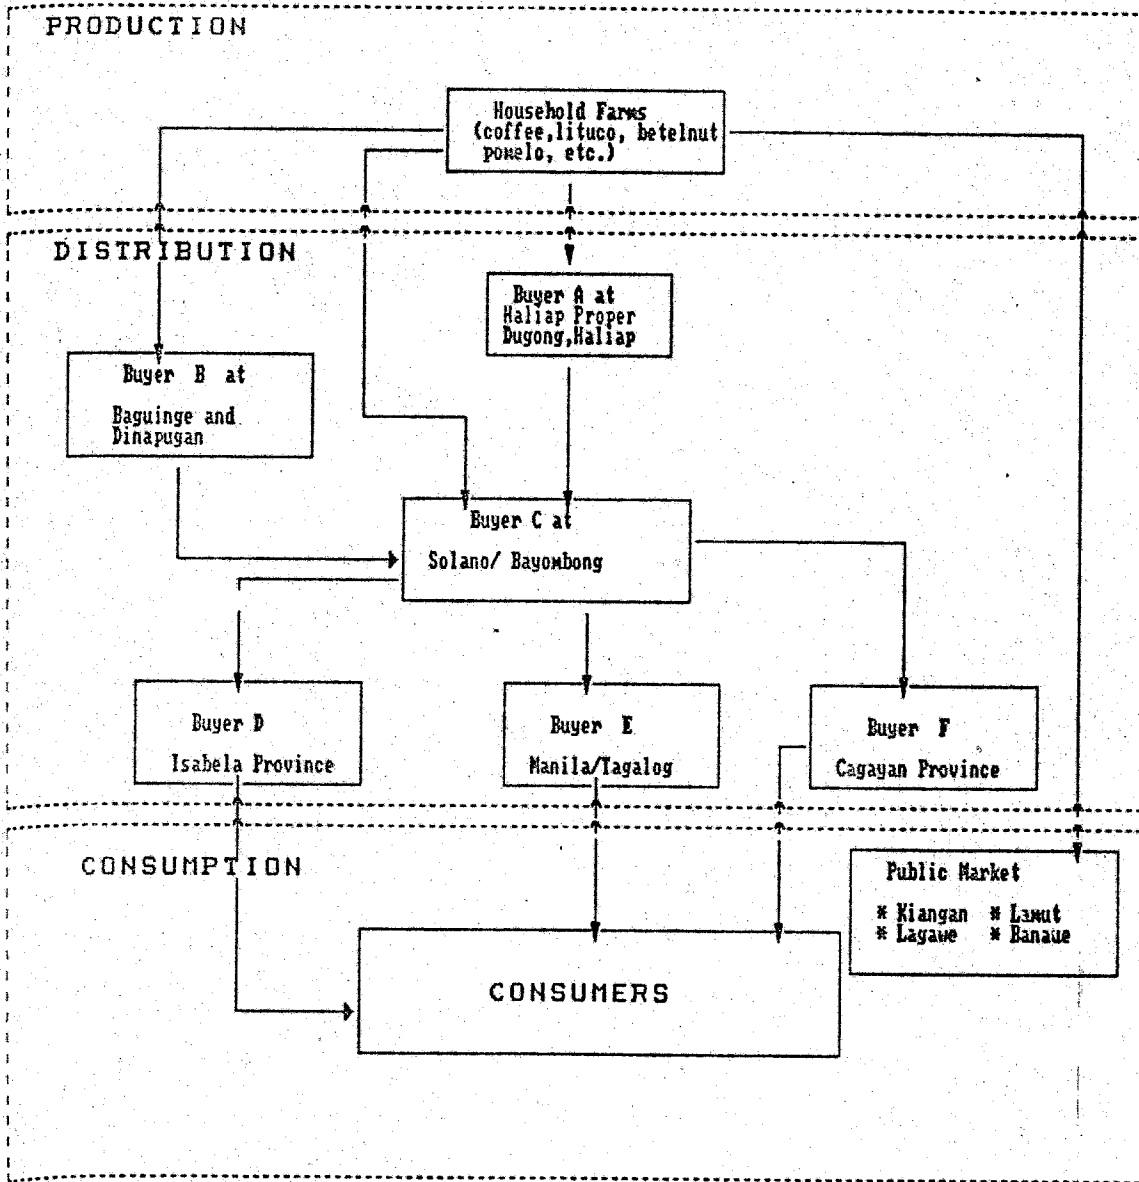 PRODUCTION
Household Farms
(coffee,lituco, betelnut
pomelo, etc.)
DISTRIBUTION
Buyer A at
Haliap Proper
Dugong,Haliap
Buyer B at
Baguinge and
Dinapugan
Buyer C at
Solano/ Bayombong
Buyer D
Isabela Province
Buyer E
Manila/Tagalog
Buyer F
Cagayan Province
CONSUMPTION
Public Market
* Kiangan * Lamut
* Lagawe * Banaue
CONSUMERS